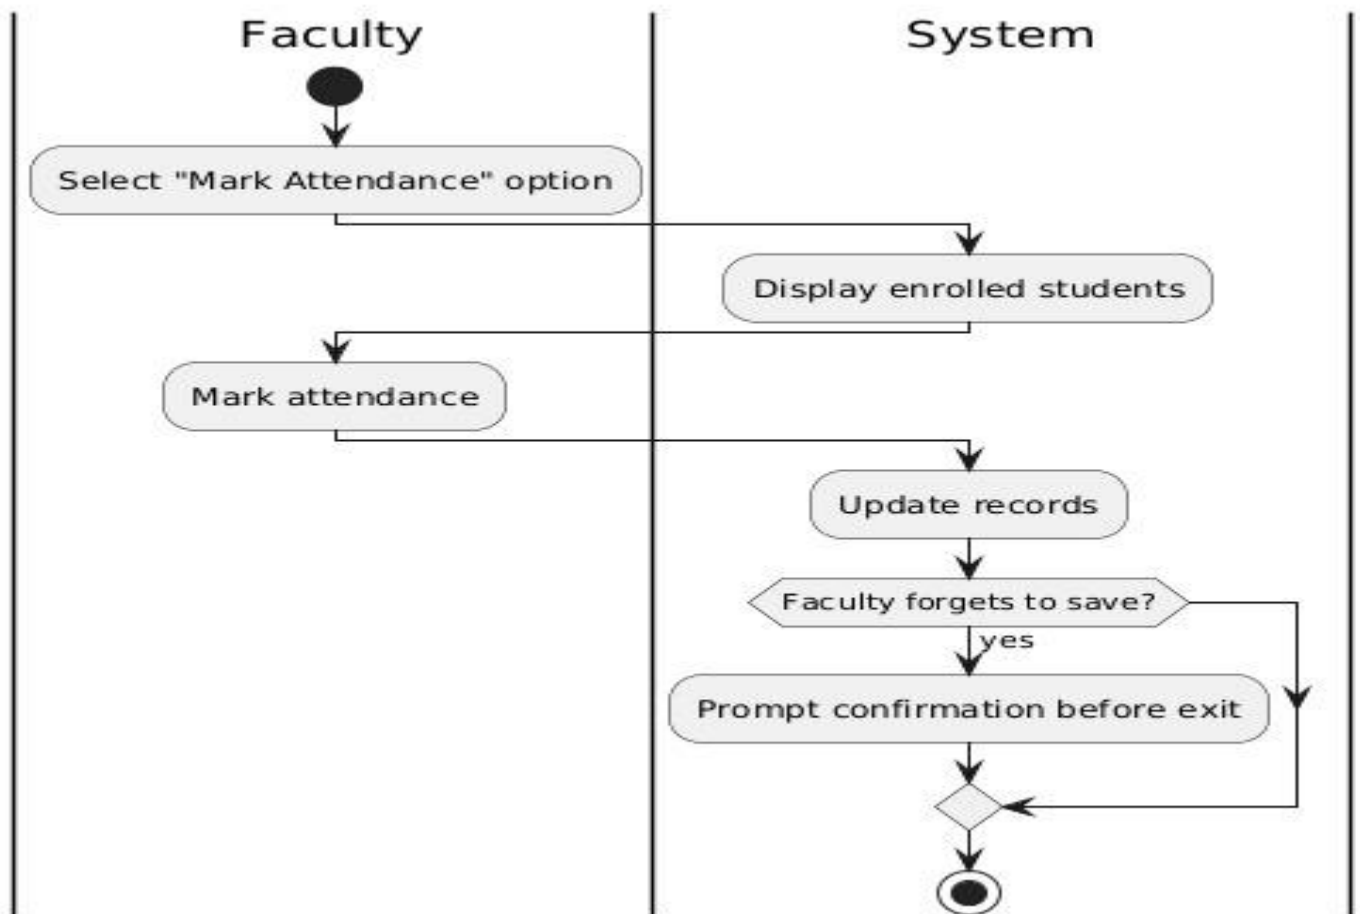 Faculty
System
Select "Mark Attendance" option
Display enrolled students
Mark attendance
Update records
Faculty forgets to save?
yes
Prompt confirmation before exit